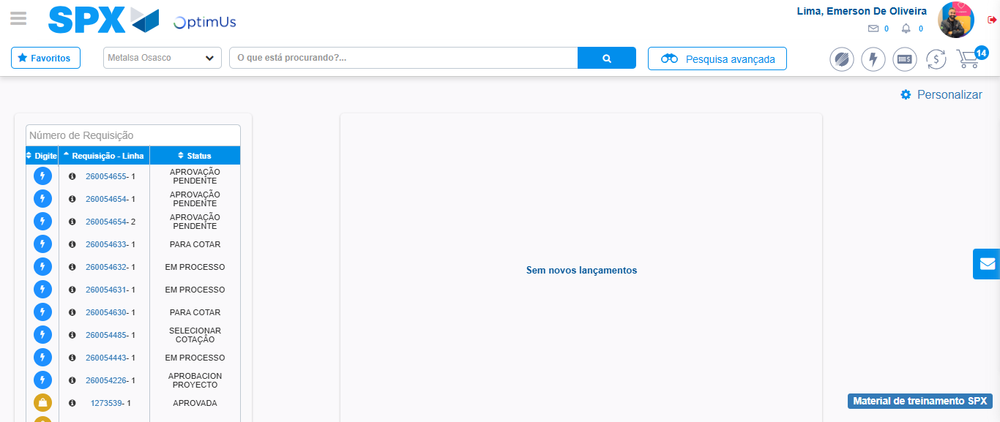 SPX
OptimUs
Lima, Emerson De Oliveira
0
0
Favoritos
Metalsa Osasco
O que está procurando?...
Pesquisa avançada
$
$
14
Personalizar
Número de Requisição
Digite
Requisição - Linha
Status
260054655- 1
APROVAÇÃO
PENDENTE
260054654- 1
APROVAÇÃO
PENDENTE
260054654- 2
APROVAÇÃO
PENDENTE
260054633- 1
PARA COTAR
260054632- 1
EM PROCESSO
260054631- 1
EM PROCESSO
260054630- 1
PARA COTAR
260054485- 1
SELECIONAR
COTAÇÃO
260054443- 1
EM PROCESSO
260054226- 1
APROBACION
PROYECTO
1273539- 1
APROVADA
Sem novos lançamentos
Material de treinamento SPX